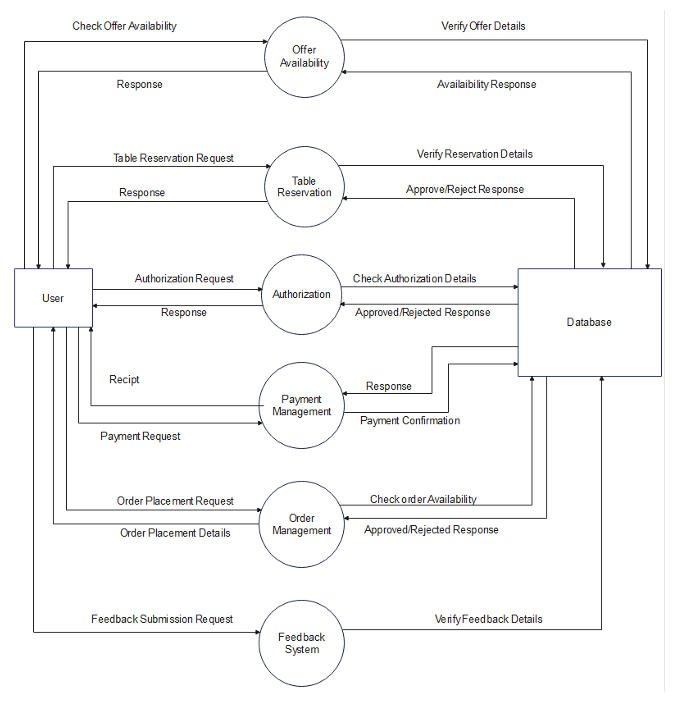 Check Offer Availability
Verify Offer Details
Offer
Availability
Response
Availaibility Response
Table Reservation Request
Verify Reservation Details
Table
Reservation
Response
Approve/Reject Response
Authorization Request
Check Authorization Details
User
Authorization
Database
Response
Approved/Rejected Response
Recipt
Response
Payment
Management
Payment Request
Payment Confirmation
Order Placement Request
Check order Availability
Order
Management
Order Placement Details
Approved/Rejected Response
Feedback Submission Request
Verify Feedback Details
Feedback
System